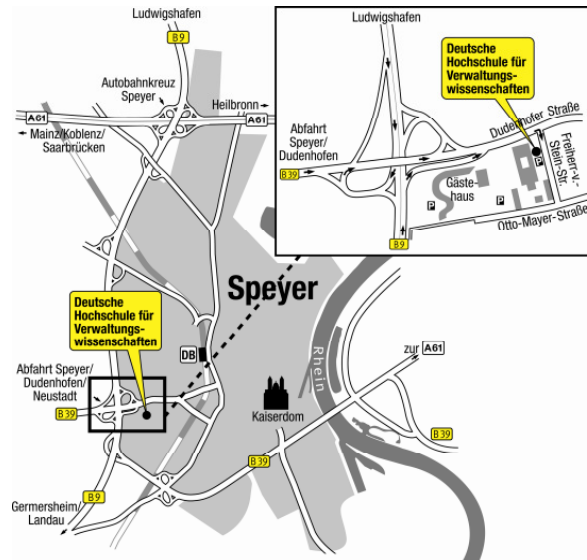 Ludwigshafen
B9
Autobahnkreuz
Speyer
Heilbronn
A61
A61
Mainz/Koblenz/
Saarbrücken
Deutsche
Hochschule für
Verwaltungs-
wissenschaften
DB
Speyer
Abfahrt Speyer/
Dudenhofen/
Neustadt
B39
Kaiserdom
Rhein
zur A61
B39
B39
B9
Germersheim/
Landau
Ludwigshafen
Deutsche
Hochschule für
Verwaltungs-
wissenschaften
Dudenhofer Straße
Freiherr-v.-
Stein-Str.
Abfahrt
Speyer/
Dudenhofen
B39
Gäste-
haus
P
P
P
Otto-Mayer-Straße
B9